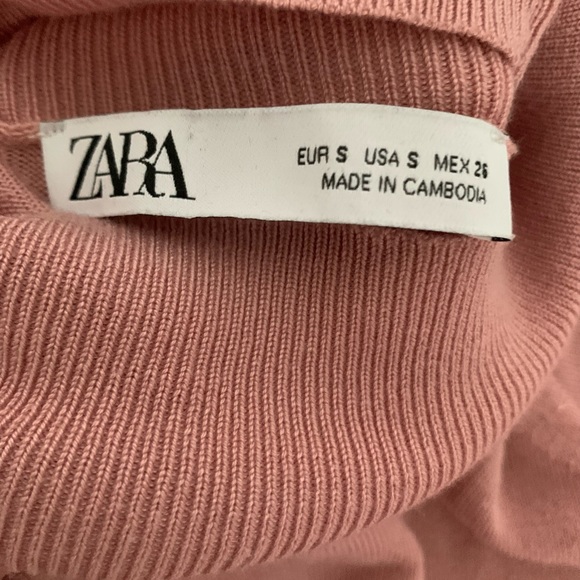 ZARA
EUR S USA S MEX 26
MADE IN CAMBODIA